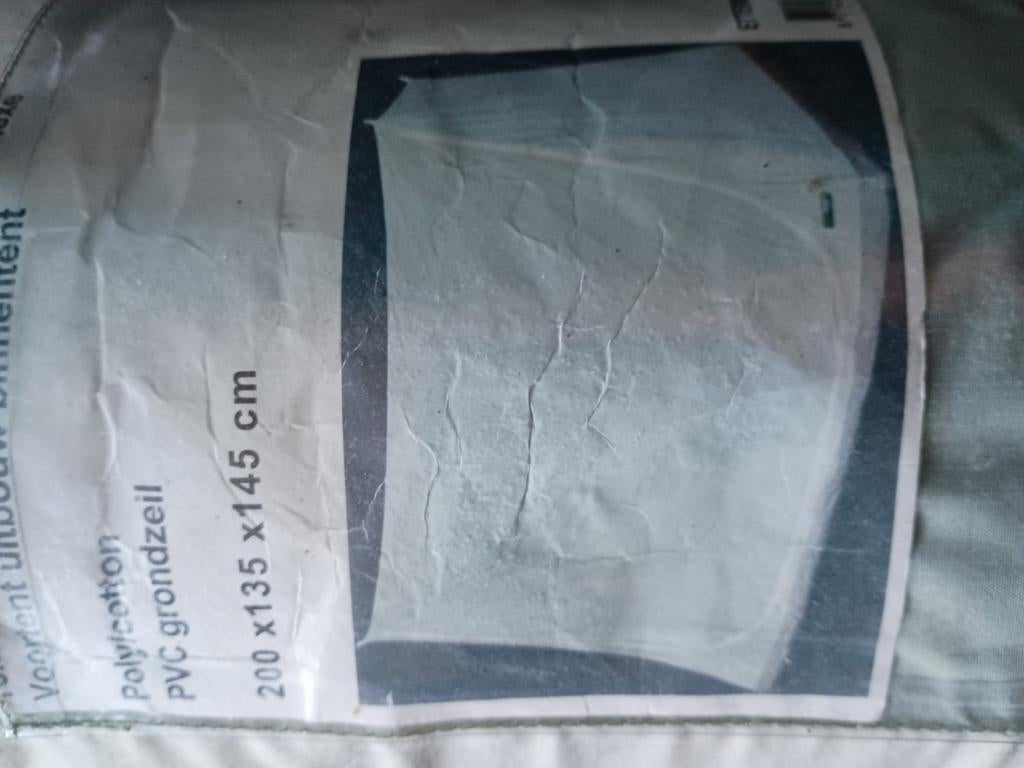 Voortent uitbouw binnentent
Polycotton
PVC grondzeil
200 x135 x145 cm